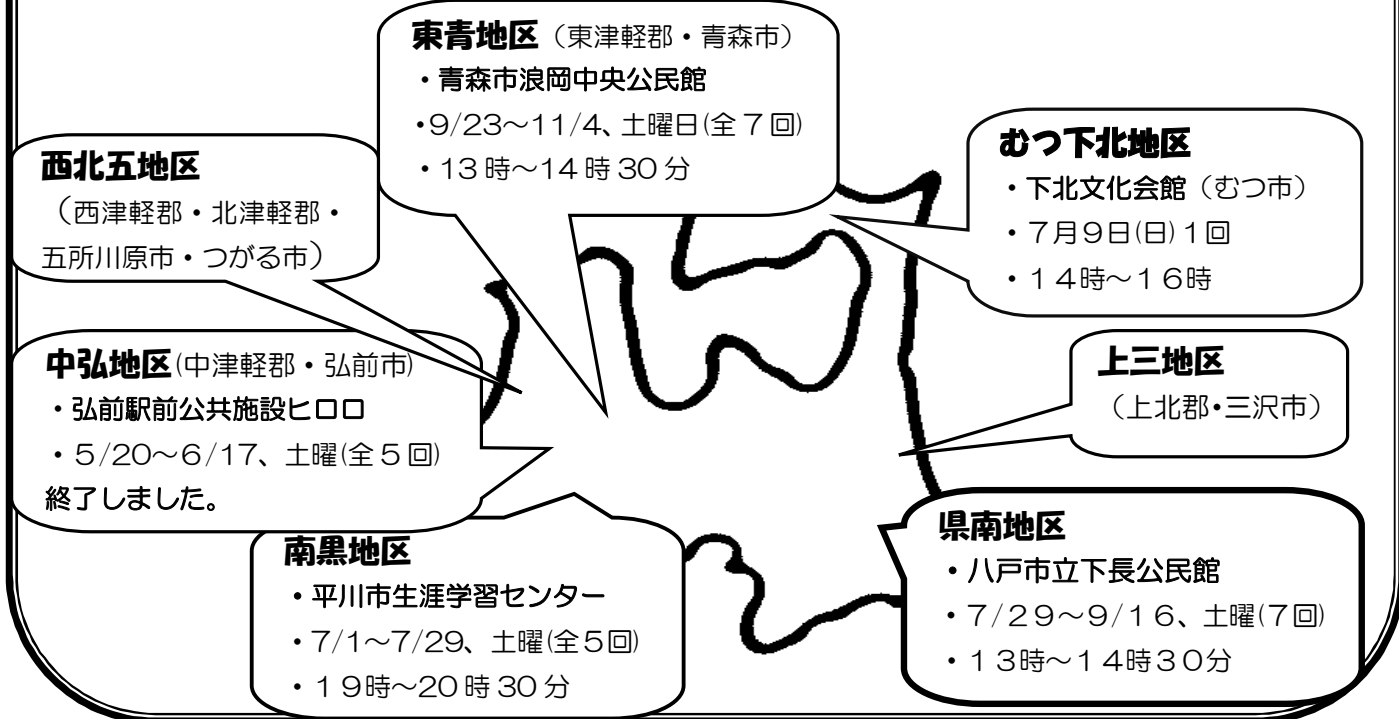 東青地区（東津軽郡・青森市）
・青森市浪岡中央公民館
・9/23～11/4、土曜日(全７回)
・13時～14時30分
むつ下北地区
・下北文化会館（むつ市）
・７月９日(日)１回
・１４時～１６時
西北五地区
（西津軽郡・北津軽郡・
五所川原市・つがる市）
中弘地区(中津軽郡・弘前市)
・弘前駅前公共施設ヒロロ
・5/20～6/17、土曜(全５回)
終了しました。
上三地区
（上北郡・三沢市）
南黒地区
・平川市生涯学習センター
・7/1～7/29、土曜(全５回)
・１９時～20時30分
県南地区
・八戸市立下長公民館
・7/２９～９/１６、土曜(７回)
・１３時～１４時３０分